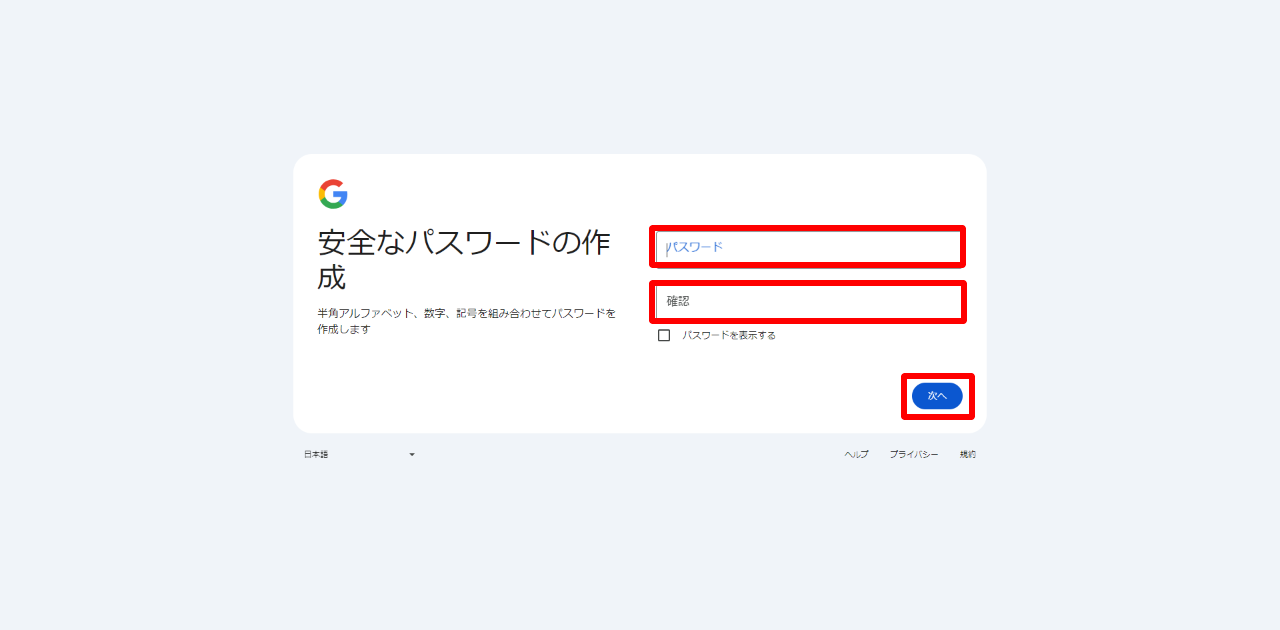 安全なパスワードの作
成
半角アルファベット、数字、記号を組み合わせてパスワードを
作成します
パスワード
確認
パスワードを表示する
次へ
日本語
ヘルプ プライバシー 規約